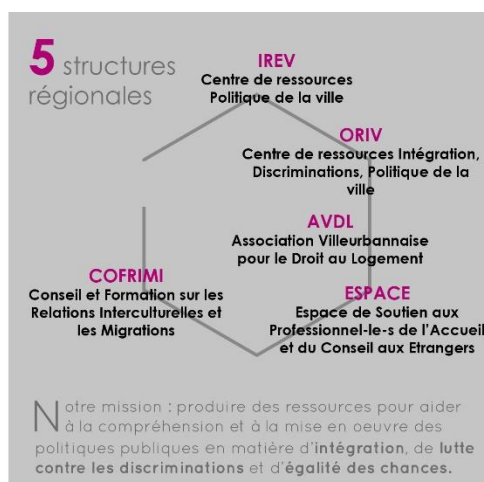 5 structures
régionales
IREV
Centre de ressources
Politique de la ville
ORIV
Centre de ressources Intégration,
Discriminations, Politique de la
ville
AVDL
Association Villeurbannaise
pour le Droit au Logement
COFRIMI
Conseil et Formation sur les
Relations Interculturelles et
les Migrations
ESPACE
Espace de Soutien aux
Professionnel-le-s de l'Accueil
et du Conseil aux Etrangers
Notre mission : produire des ressources pour aider
à la compréhension et à la mise en oeuvre des
politiques publiques en matière d'intégration, de lutte
contre les discriminations et d'égalité des chances.